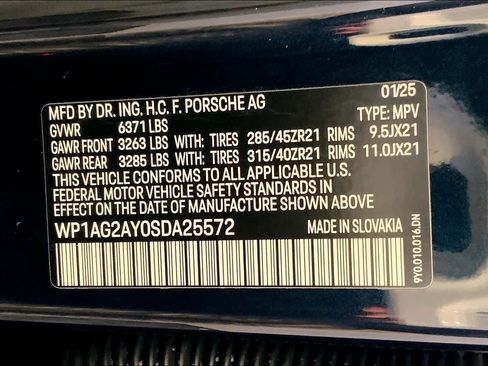 MFD BY DR. ING. H.C. F. PORSCHE AG 01/25
GVWR 6371 LBS TYPE: MPV
GAWR FRONT 3263 LBS WITH: TIRES 285/45ZR21 RIMS 9.5JX21
GAWR REAR 3285 LBS WITH: TIRES 315/40ZR21 RIMS 11.0JX21
THIS VEHICLE CONFORMS TO ALL APPLICABLE U.S.
FEDERAL MOTOR VEHICLE SAFETY STANDARDS IN
EFFECT ON THE DATE OF MANUFACTURE SHOWN ABOVE.
WP1AG2AY0SDA25572 MADE IN SLOVAKIA
9Y0.010.016.DN